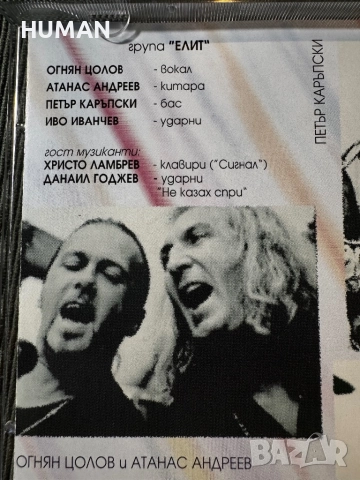 HUMAN
група "ЕЛИТ"
ОГНЯН ЦОЛОВ - вокал
АТАНАС АНДРЕЕВ - китара
ПЕТЪР КАРЪПСКИ - бас
ИВО ИВАНЧЕВ - ударни
гост музиканти:
ХРИСТО ЛАМБРЕВ - клавири ("Сигнал")
ДАНАИЛ ГОДЖЕВ - ударни
"Не казах спри"
ПЕТЪР КАРЪПСКИ
ОГНЯН ЦОЛОВ и АТАНАС АНДРЕЕВ
BAZAR